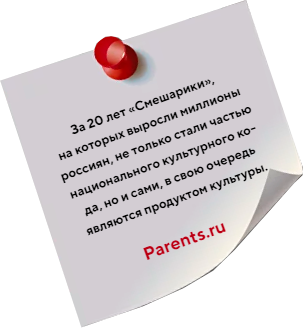 За 20 лет «Смешарики»,
на которых выросли миллионы
россиян, не только стали частью
национального культурного ко-
да, но и сами, в свою очередь
являются продуктом культуры.
Parents.ru